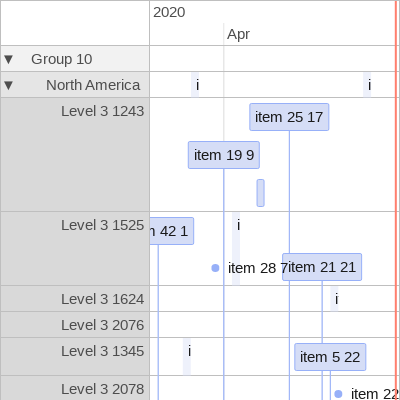 2020
Apr
▼ Group 10
▼ North America i i
Level 3 1243
item 25 17
item 19 9
Level 3 1525 42 1 i
item 28 7 item 21 21
Level 3 1624 i
Level 3 2076
Level 3 1345 i item 5 22
Level 3 2078 item 22